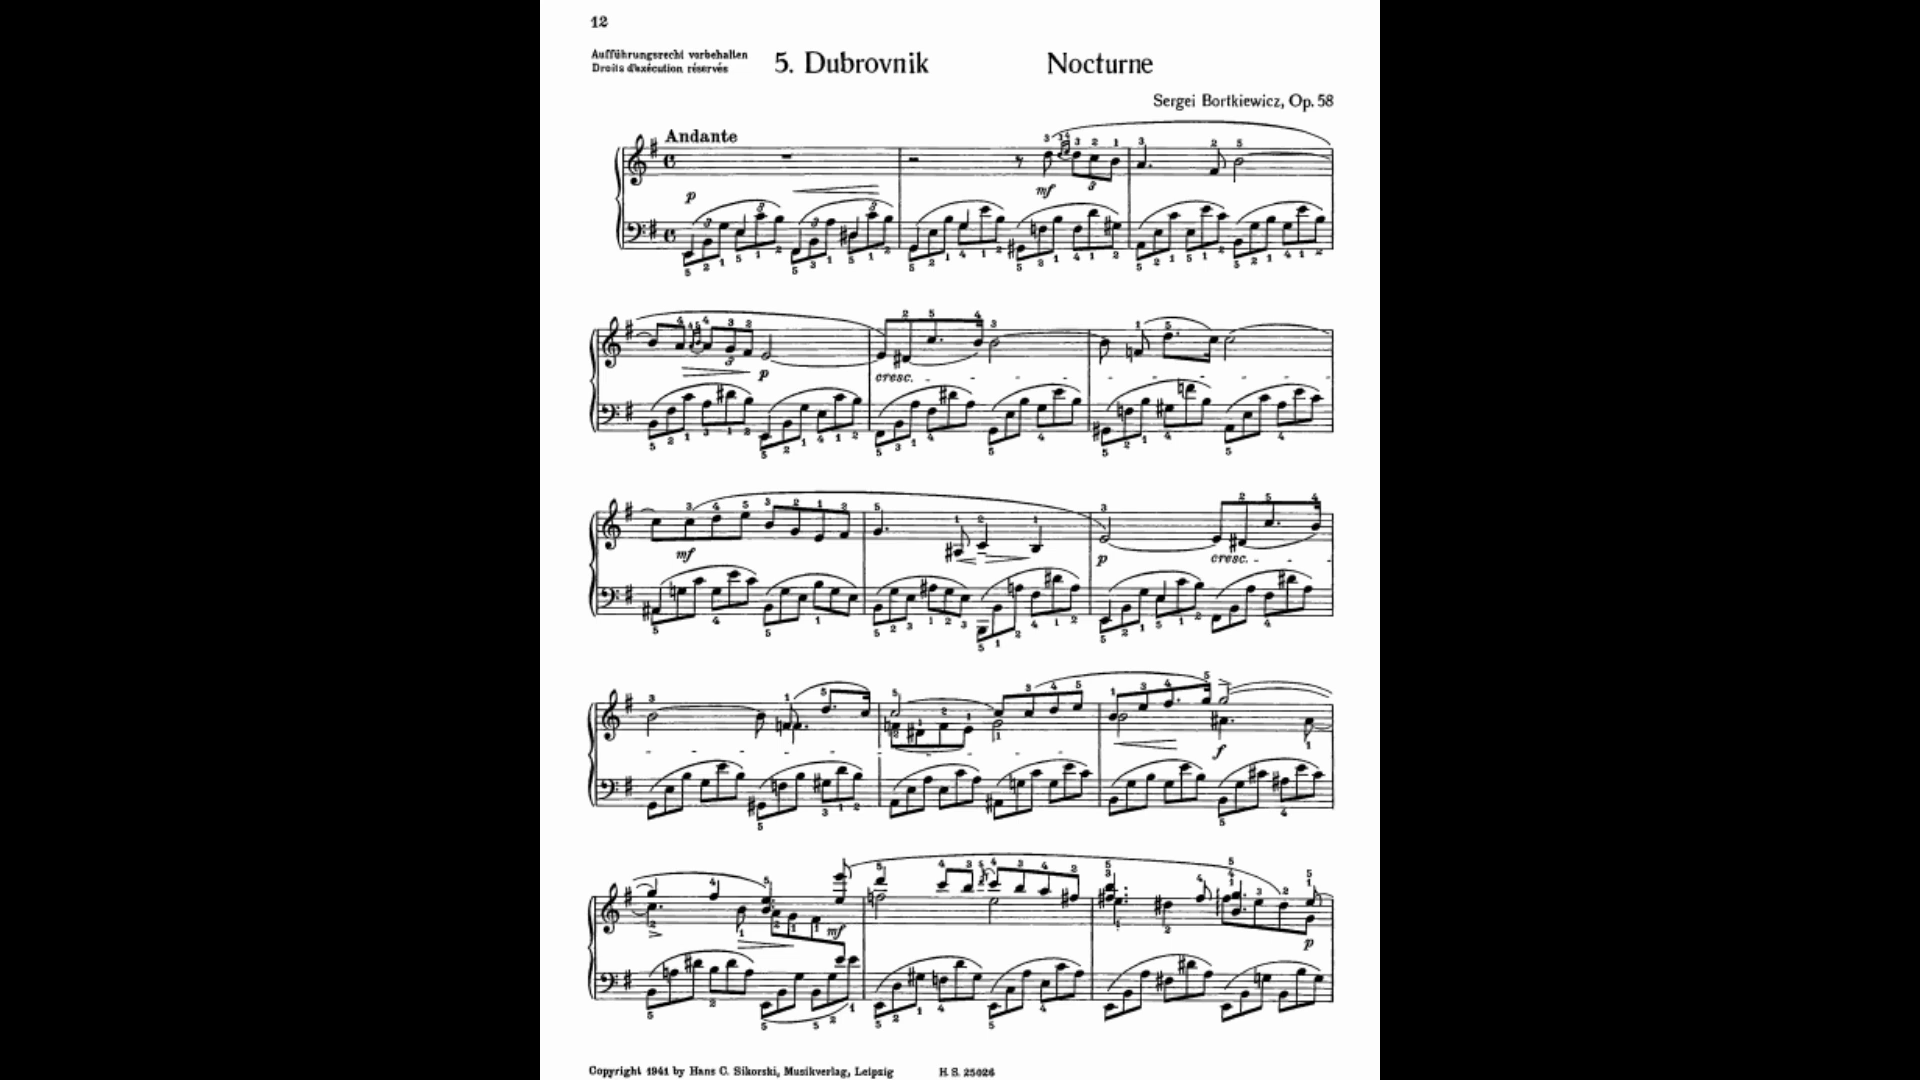 12
Aufführungsrecht vorbehalten
Droits d'exécution réservés
5. Dubrovnik Nocturne
Sergei Bortkiewicz, Op. 58
Andante
p
mf
p
cresc.
mf
p
cresc.
f
mf
p
Copyright 1941 by Hans C. Sikorski, Musikverlag, Leipzig H. S. 25026